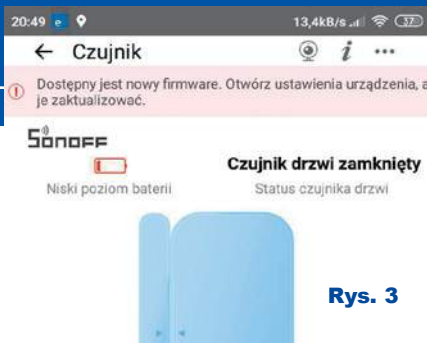 20:49 13,4kB/s 37
← Czujnik i ...
Dostępny jest nowy firmware. Otwórz ustawienia urządzenia, a
je zaktualizować.
SONOFF
Czujnik drzwi zamknięty
Niski poziom baterii Status czujnika drzwi
Rys. 3